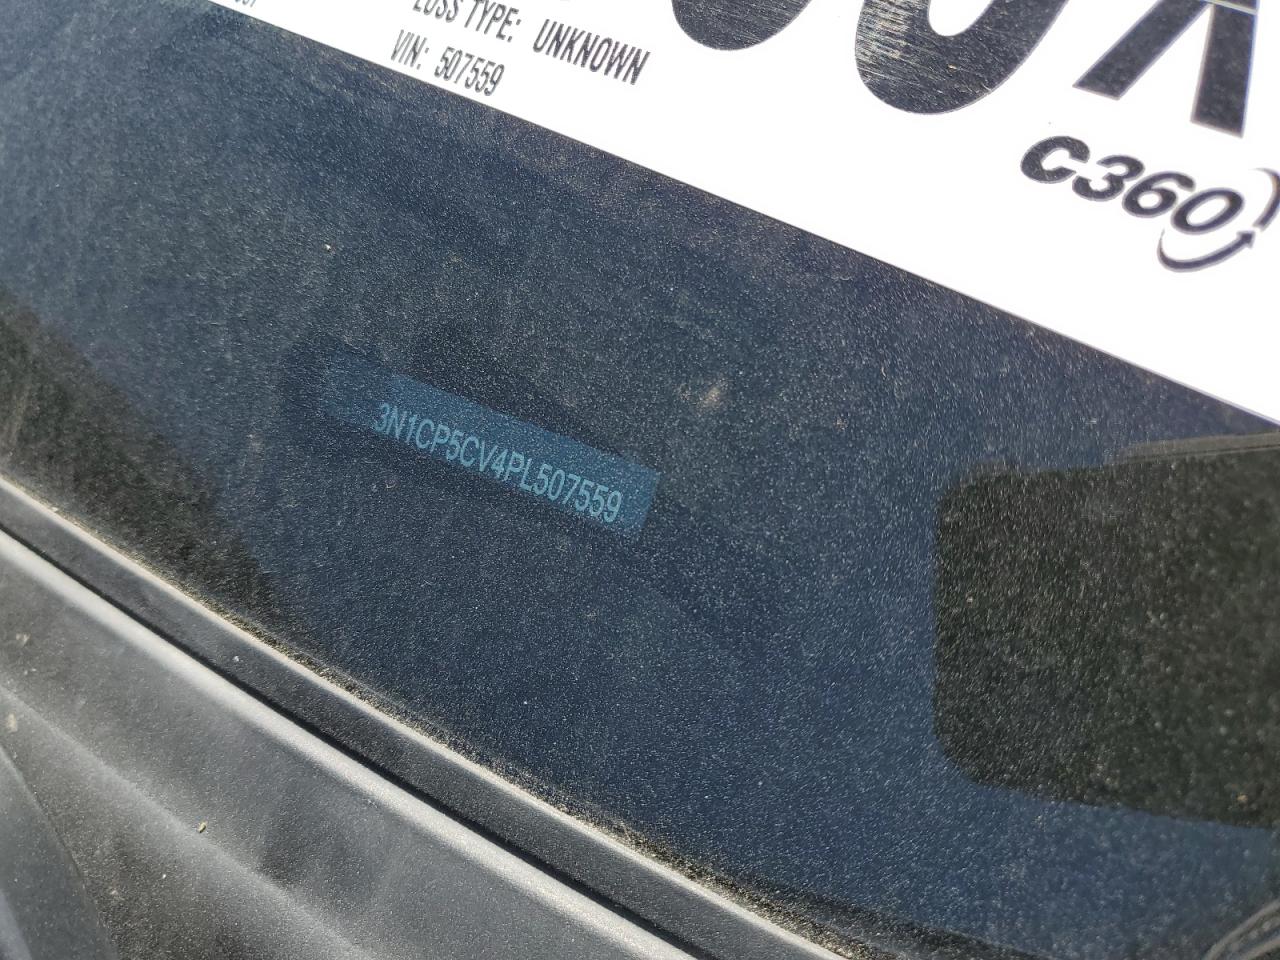 LOSS TYPE: UNKNOWN
VIN: 507559
C360
3N1CP5CV4PL507559